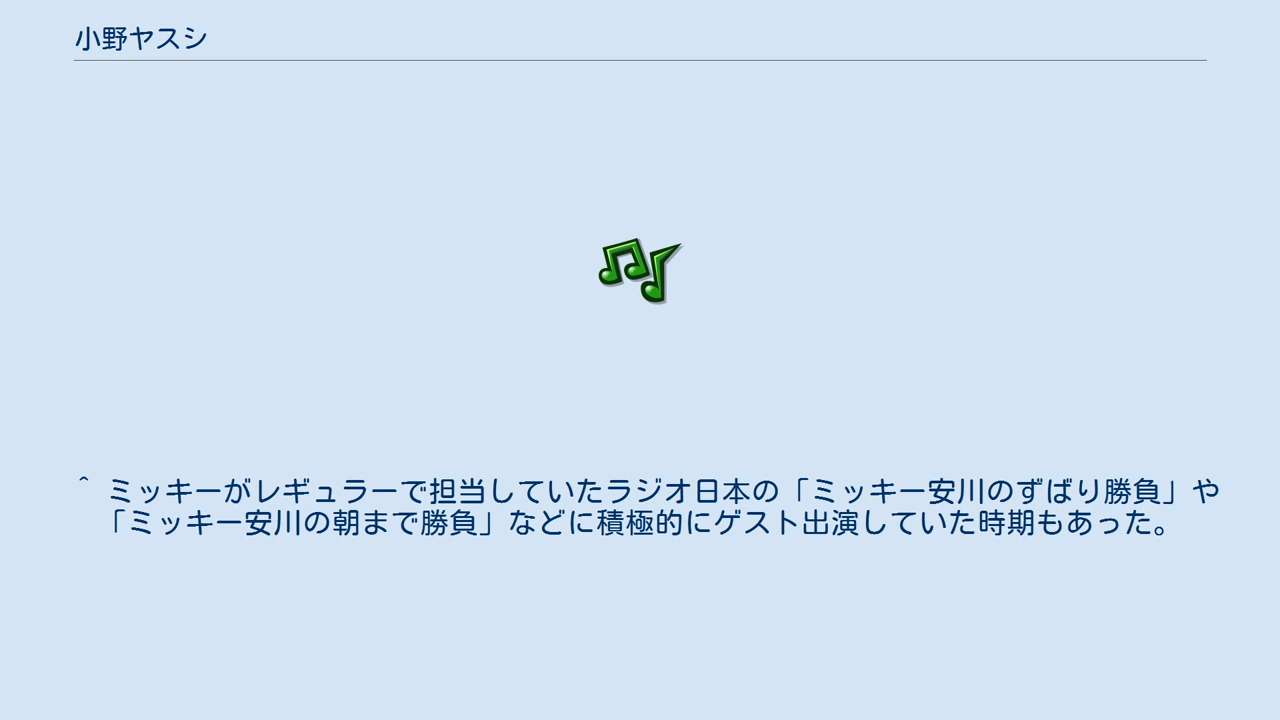 小野ヤスシ
^ ミッキーがレギュラーで担当していたラジオ日本の「ミッキー安川のずばり勝負」や
「ミッキー安川の朝まで勝負」などに積極的にゲスト出演していた時期もあった。